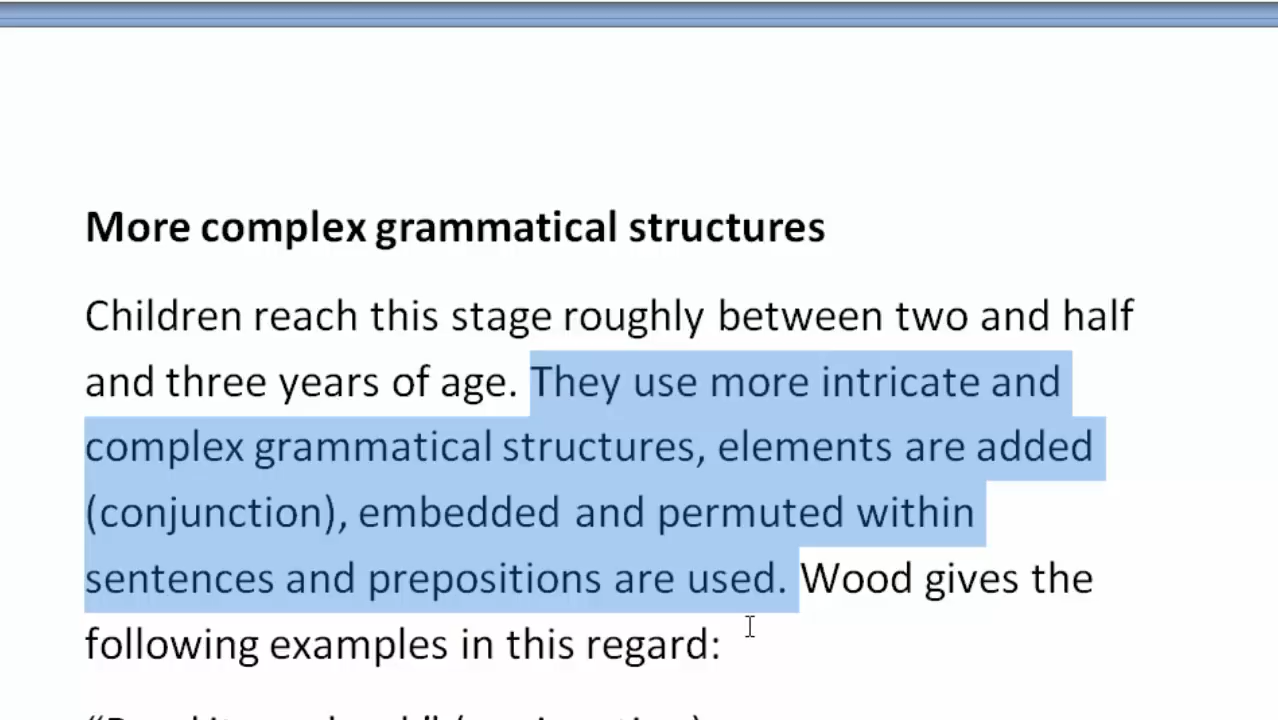 More complex grammatical structures
Children reach this stage roughly between two and half
and three years of age. They use more intricate and
complex grammatical structures, elements are added
(conjunction), embedded and permuted within
sentences and prepositions are used. Wood gives the
following examples in this regard: